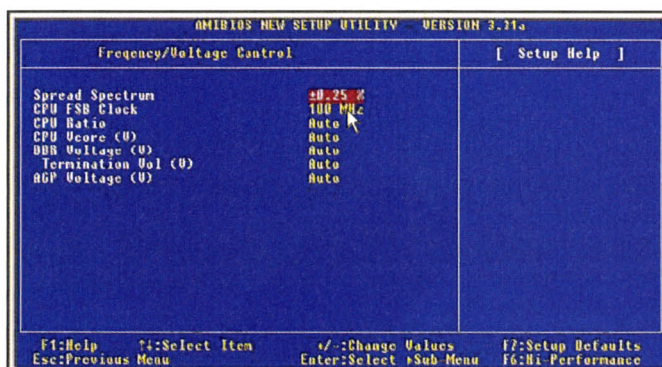 AMIBIOS NEW SETUP UTILITY - VERSION 3.31a
Freqency/Voltage Control
[ Setup Help ]
Spread Spectrum ±0.25 %
CPU FSB Clock 100 MHz
CPU Ratio Auto
CPU Vcore (V) Auto
DDR Voltage (V) Auto
Termination Vol (V) Auto
AGP Voltage (V) Auto
F1:Help ↑↓:Select Item +/-:Change Values F7:Setup Defaults
Esc:Previous Menu Enter:Select ▶Sub-Menu F6:Hi-Performance